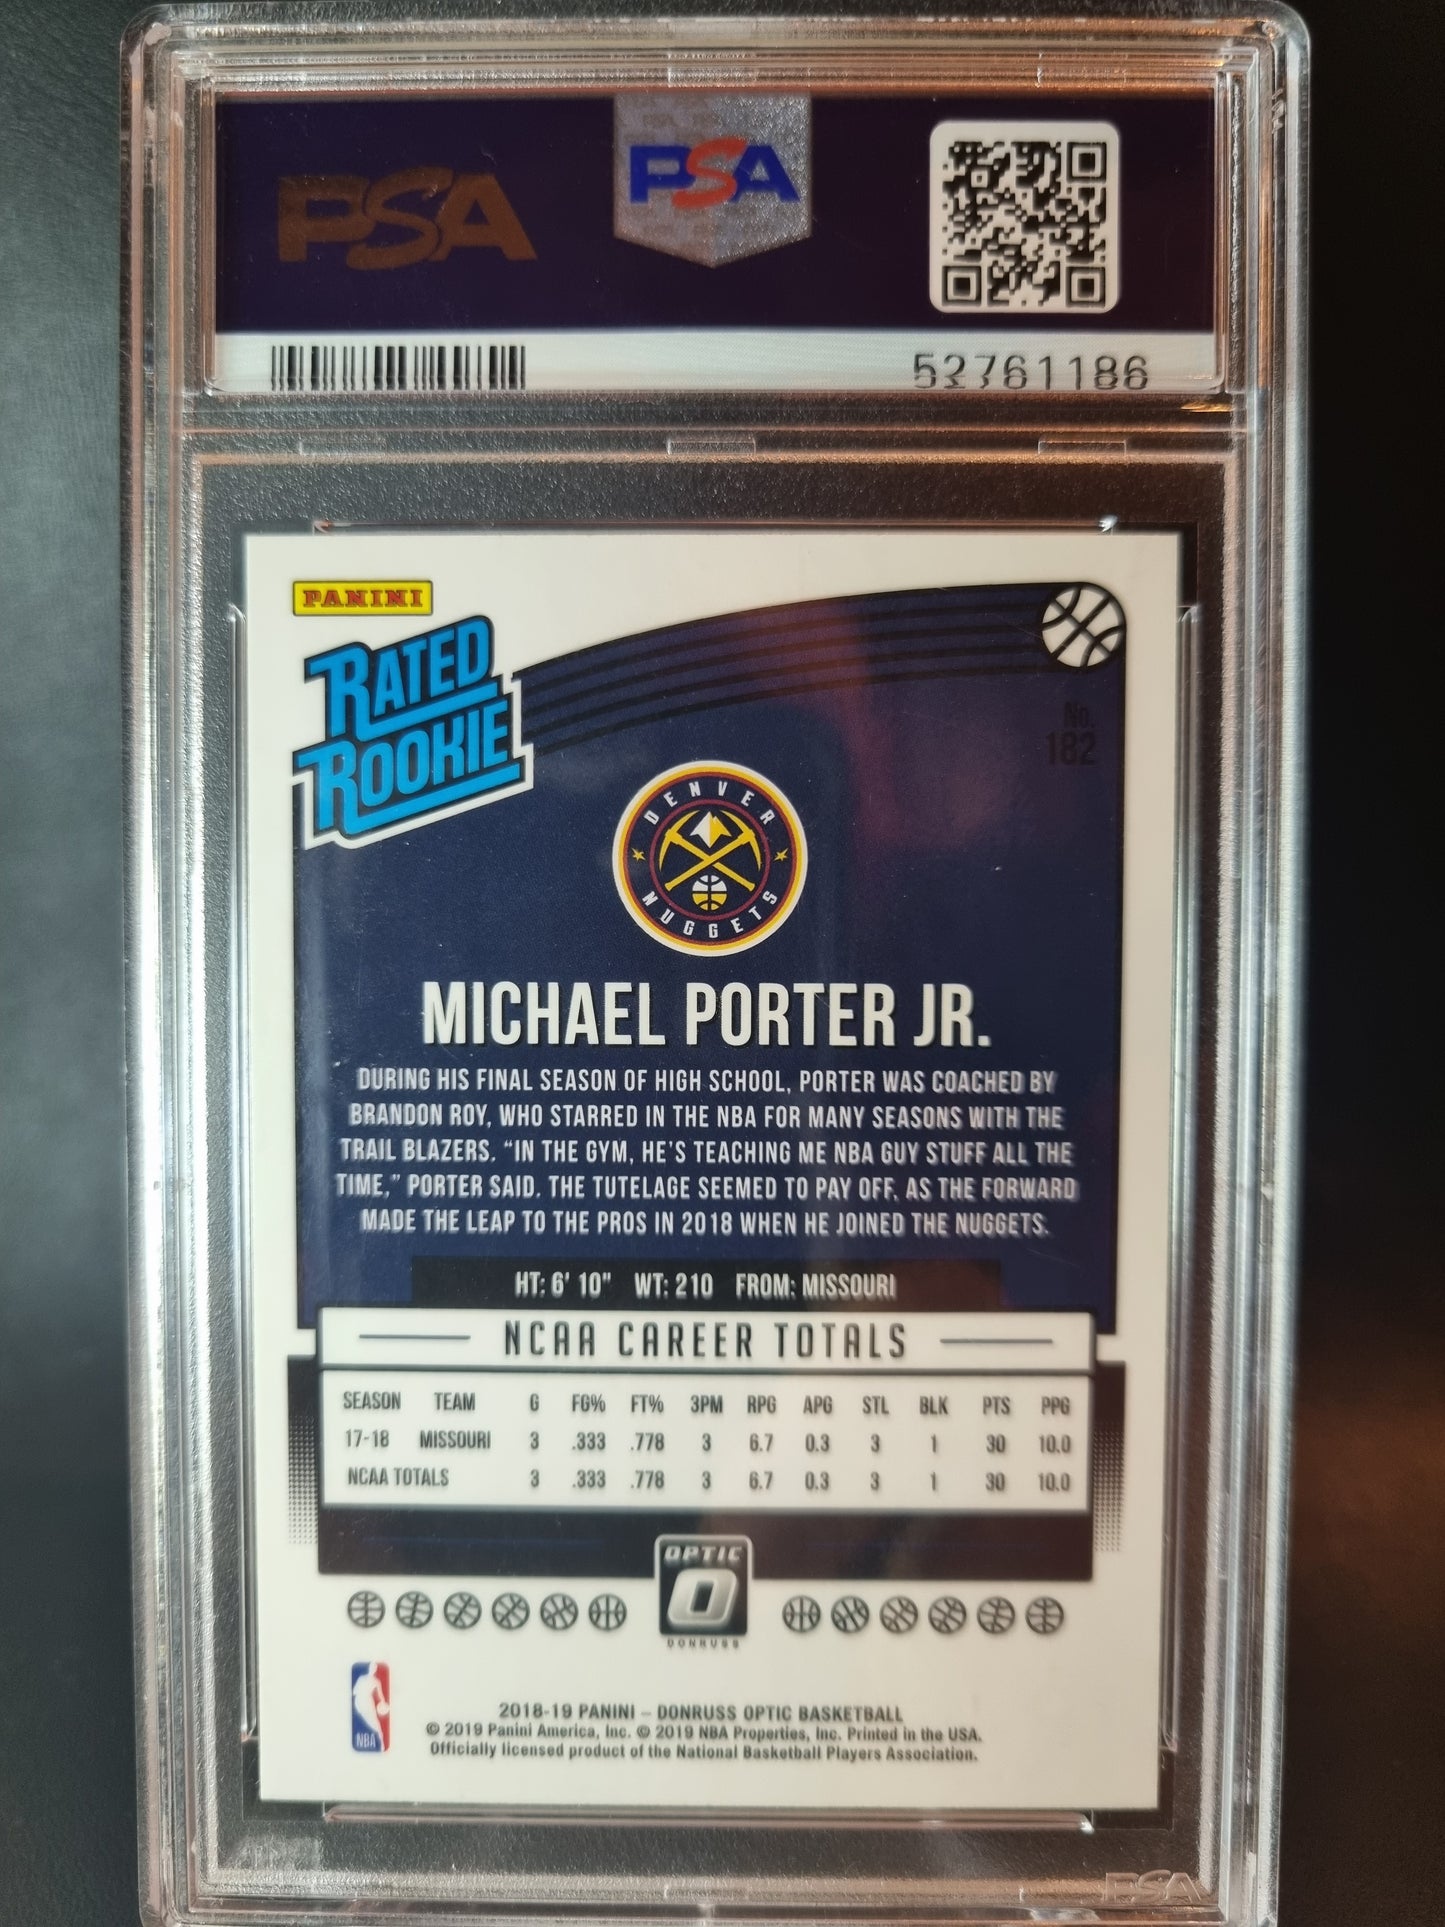 PSA
PSA
52761186
PANINI
RATED
ROOKIE
No.
182
DENVER
NUGGETS
MICHAEL PORTER JR.
DURING HIS FINAL SEASON OF HIGH SCHOOL, PORTER WAS COACHED BY
BRANDON ROY, WHO STARRED IN THE NBA FOR MANY SEASONS WITH THE
TRAIL BLAZERS. “IN THE GYM, HE’S TEACHING ME NBA GUY STUFF ALL THE
TIME,” PORTER SAID. THE TUTELAGE SEEMED TO PAY OFF, AS THE FORWARD
MADE THE LEAP TO THE PROS IN 2018 WHEN HE JOINED THE NUGGETS.
HT: 6' 10" WT: 210 FROM: MISSOURI
NCAA CAREER TOTALS
SEASON TEAM G FG% FT% 3PM RPG APG STL BLK PTS PPG
17-18 MISSOURI 3 .333 .778 3 6.7 0.3 3 1 30 10.0
NCAA TOTALS 3 .333 .778 3 6.7 0.3 3 1 30 10.0
OPTIC
O
DONRUSS
NBA
2018-19 PANINI – DONRUSS OPTIC BASKETBALL
© 2019 Panini America, Inc. © 2019 NBA Properties, Inc. Printed in the USA.
Officially licensed product of the National Basketball Players Association.
PSA